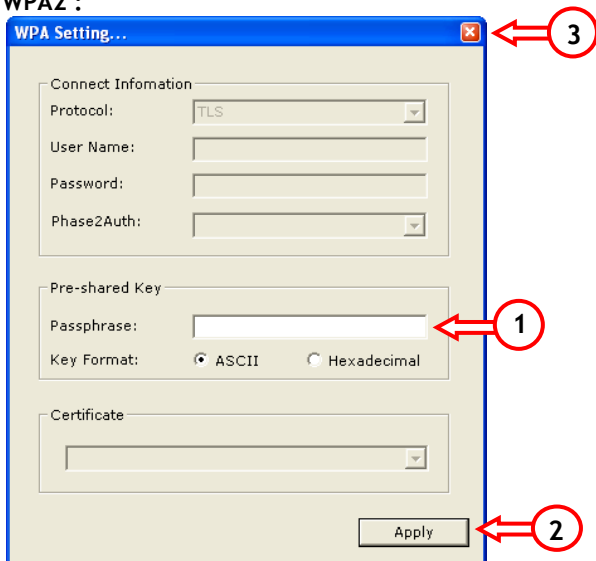 WPA2 :
WPA Setting...
3
Connect Infomation
Protocol: TLS
User Name:
Password:
Phase2Auth:
Pre-shared Key
Passphrase:
1
Key Format: ASCII Hexadecimal
Certificate
Apply
2